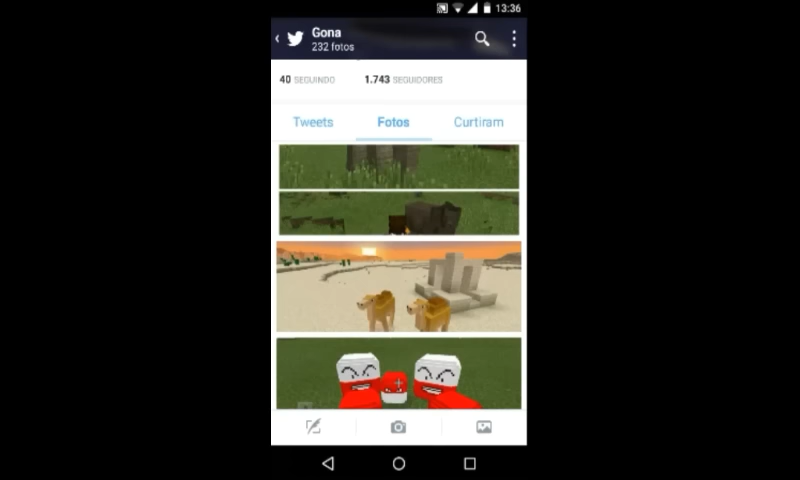 13:36
Gona
232 fotos
40 SEGUINDO 1.743 SEGUIDORES
Tweets Fotos Curtiram